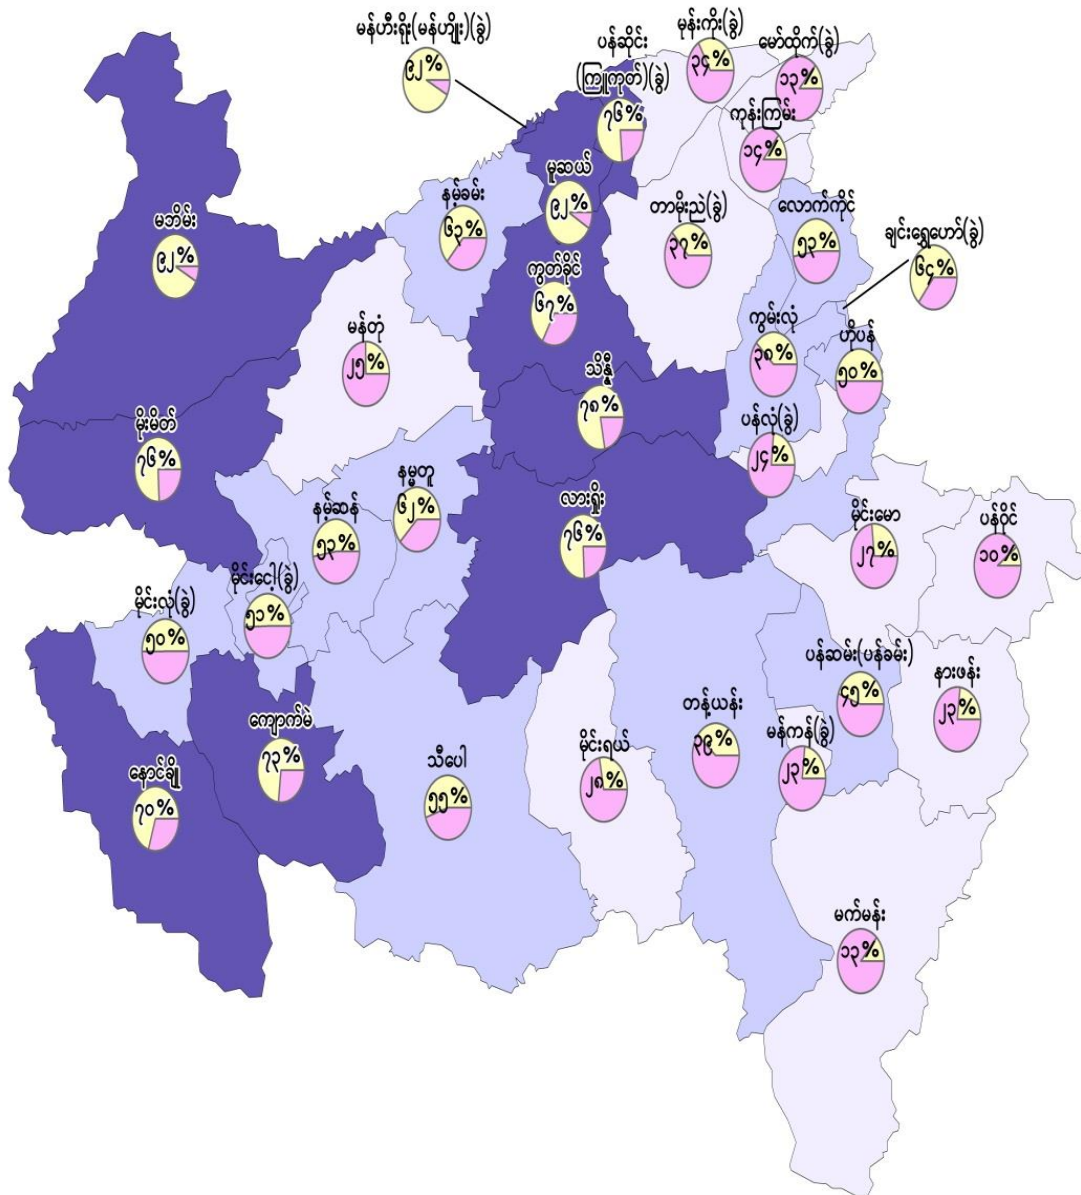 မန်ဟီးရိုး(မန်ဟျိုး)(ခွဲ)
၉၂%
ပန်ဆိုင်း
(ကြူကုတ်)(ခွဲ)
၇၆%
မုန်းကိုး(ခွဲ)
၃၄%
မော်ထိုက်(ခွဲ)
၁၃%
ကုန်းကြမ်း
၁၄%
မဘိမ်း
၉၂%
နမ့်ခမ်း
၆၃%
မူဆယ်
၉၂%
တာမိုးညဲ(ခွဲ)
၃၇%
လောက်ကိုင်
၅၃%
ချင်းရွှေဟော်(ခွဲ)
၆၄%
ကွတ်ခိုင်
၆၇%
မန်တုံ
၂၅%
ကွမ်းလုံ
၃၈%
ဟိုပန်
၅၀%
သိန္နီ
၇၈%
ပန်လုံ(ခွဲ)
၂၄%
မိုးမိတ်
၇၆%
နမ္မတူ
၆၂%
နမ့်ဆန်
၅၃%
လားရှိုး
၇၆%
မိုင်းမော
၂၇%
ပန်ဝိုင်
၁၀%
မိုင်းငေါ့(ခွဲ)
၅၁%
မိုင်းလုံ(ခွဲ)
၅၀%
ပန်ဆမ်း(ပန်ခမ်း)
၄၅%
နားဖန်း
၂၃%
ကျောက်မဲ
၇၃%
တန့်ယန်း
၃၉%
မန်ကန်(ခွဲ)
၂၃%
နောင်ချို
၇၀%
သီပေါ
၅၅%
မိုင်းရယ်
၂၈%
မက်မန်း
၁၃%